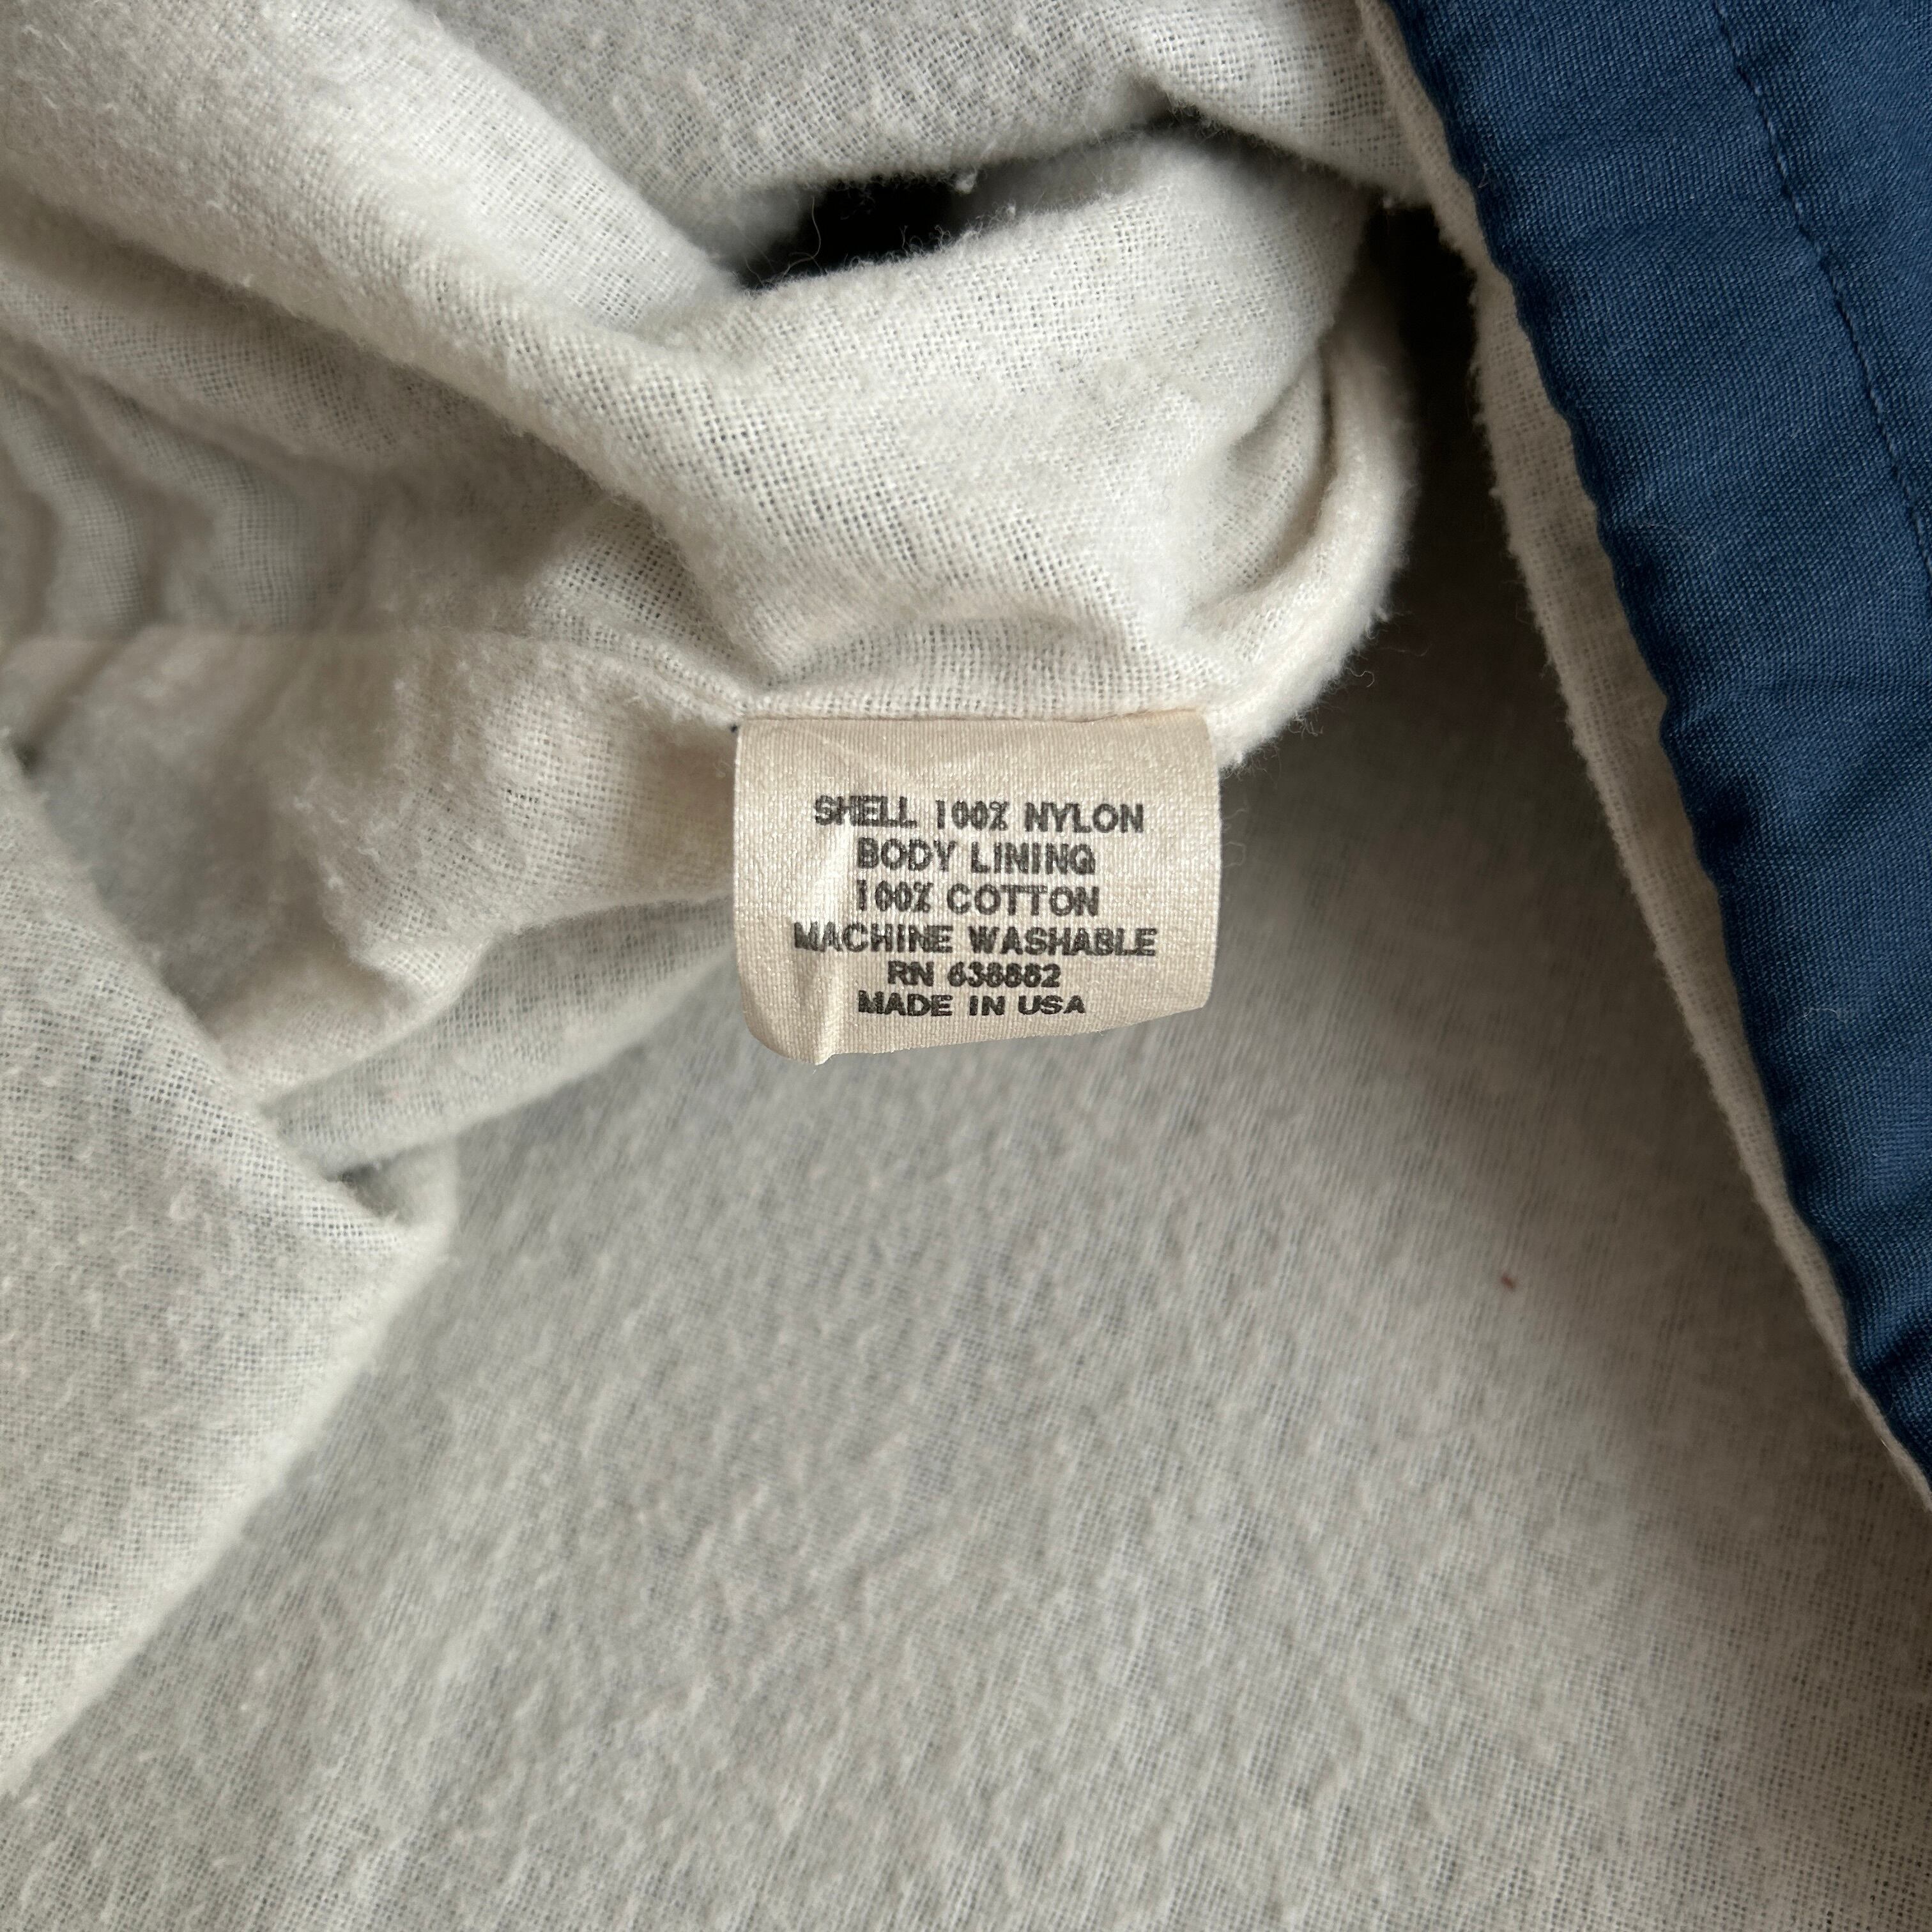 SHELL 100% NYLON
BODY LINING
100% COTTON
MACHINE WASHABLE
RN 638882
MADE IN USA